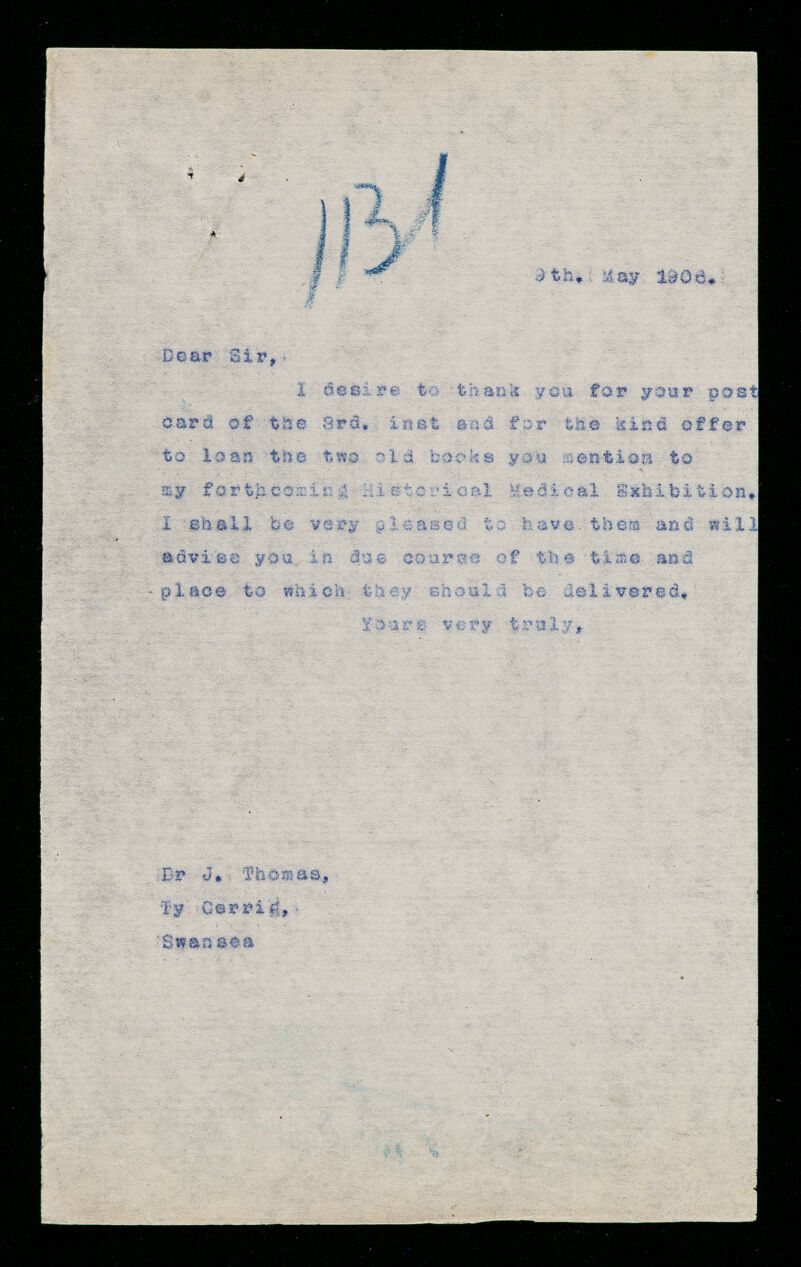 1131
9th. May 1906.
Dear Sir,
I desire to thank you for your post
card of the 3rd. inst and for the kind offer
to loan the two old books you mention to
my forthcoming Historical Medical Exhibition.
I shall be very pleased to have them and will
advise you in due course of the time and
place to which they should be delivered.
Yours very truly,
Dr J. Thomas,
Ty Cerrig,
Swansea